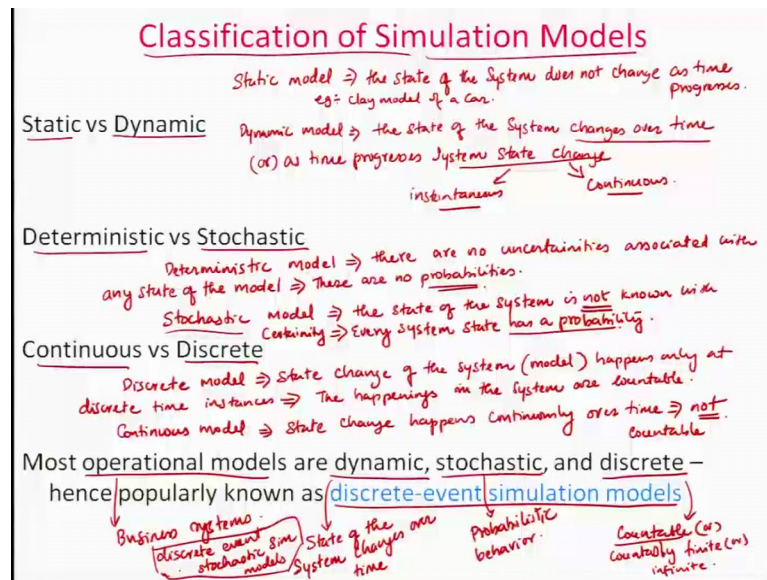 Classification of Simulation Models
Static model ⇒ the state of the System does not change as time
progresses.
eg:- clay model of a car.
Static vs Dynamic
Dynamic model ⇒ the state of the System changes over time
(or) as time progresses System State change
instantaneous
Continuous.
Deterministic vs Stochastic
Deterministic model ⇒ there are no uncertainities associated with
any state of the model ⇒ These are no probabilities.
Stochastic Model ⇒ the state of the system is not known with
Certainity ⇒ Every system state has a probability.
Continuous vs Discrete
Discrete model ⇒ State change of the system (model) happens only at
discrete time instances ⇒ The happenings in the system are countable.
Continuous model ⇒ State change happens continuously over time ⇒ not
countable
Most operational models are dynamic, stochastic, and discrete –
hence popularly known as discrete-event simulation models
Business systems.
discrete event
stochastic sim
models
State of the
System changes over
time
Probabilistic
behavior.
Countable (or)
countably finite (or)
infinite.